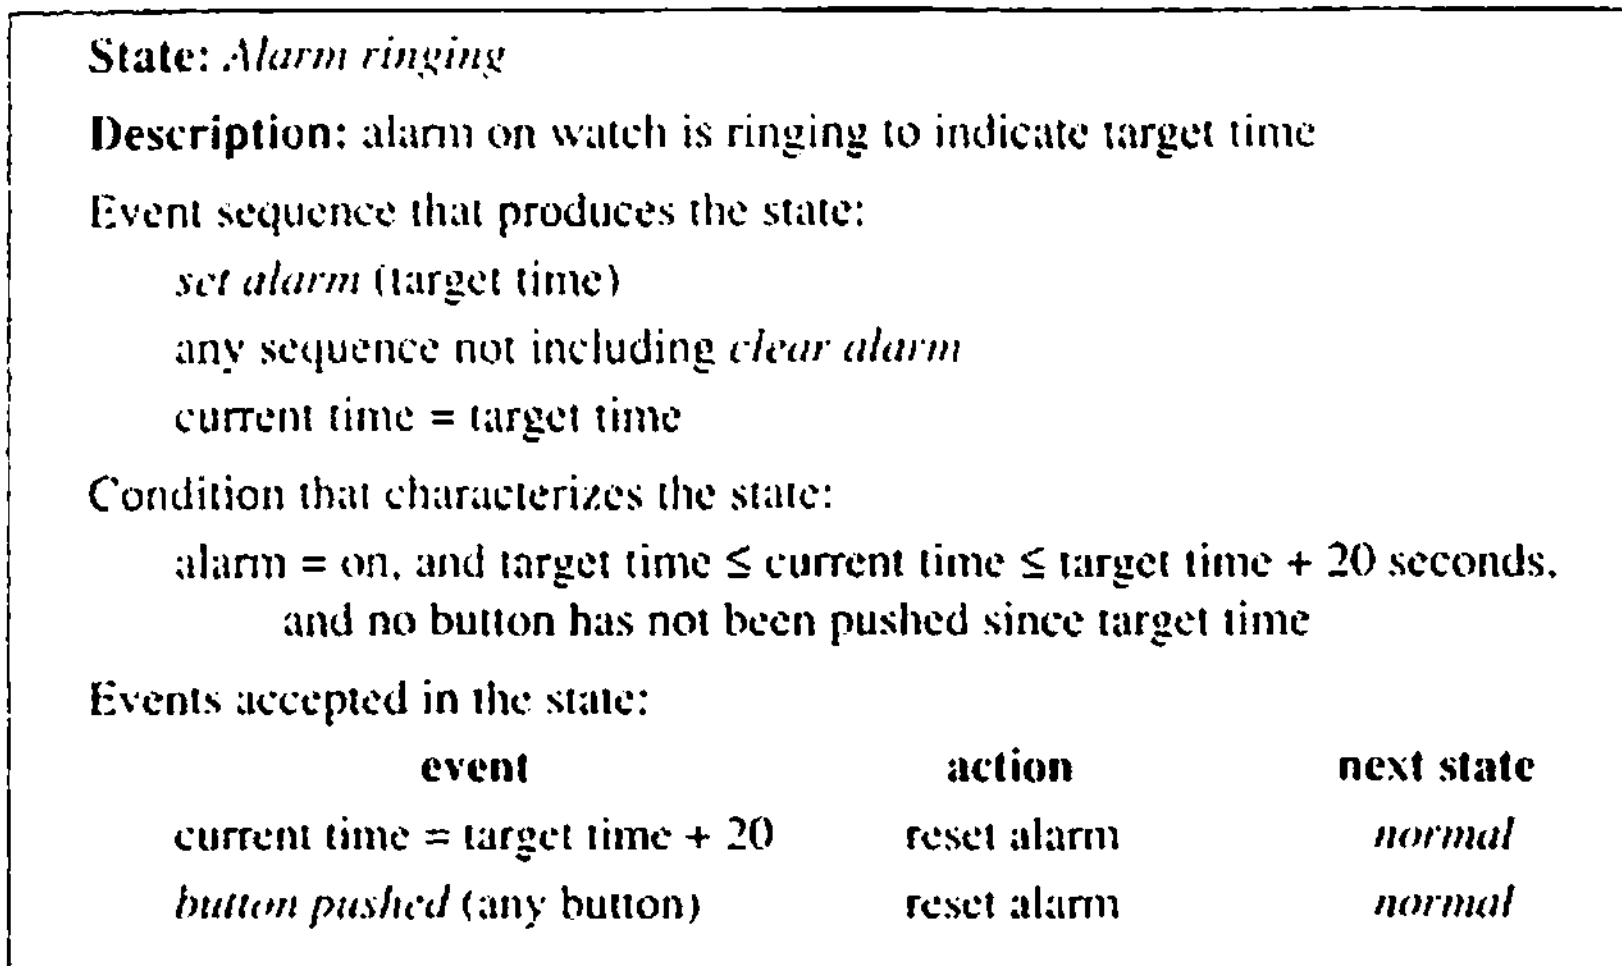 State: Alarm ringing
Description: alarm on watch is ringing to indicate target time
Event sequence that produces the state:
set alarm (target time)
any sequence not including clear alarm
current time = target time
Condition that characterizes the state:
alarm = on, and target time ≤ current time ≤ target time + 20 seconds,
and no button has not been pushed since target time
Events accepted in the state:
event action next state
current time = target time + 20 reset alarm normal
button pushed (any button) reset alarm normal